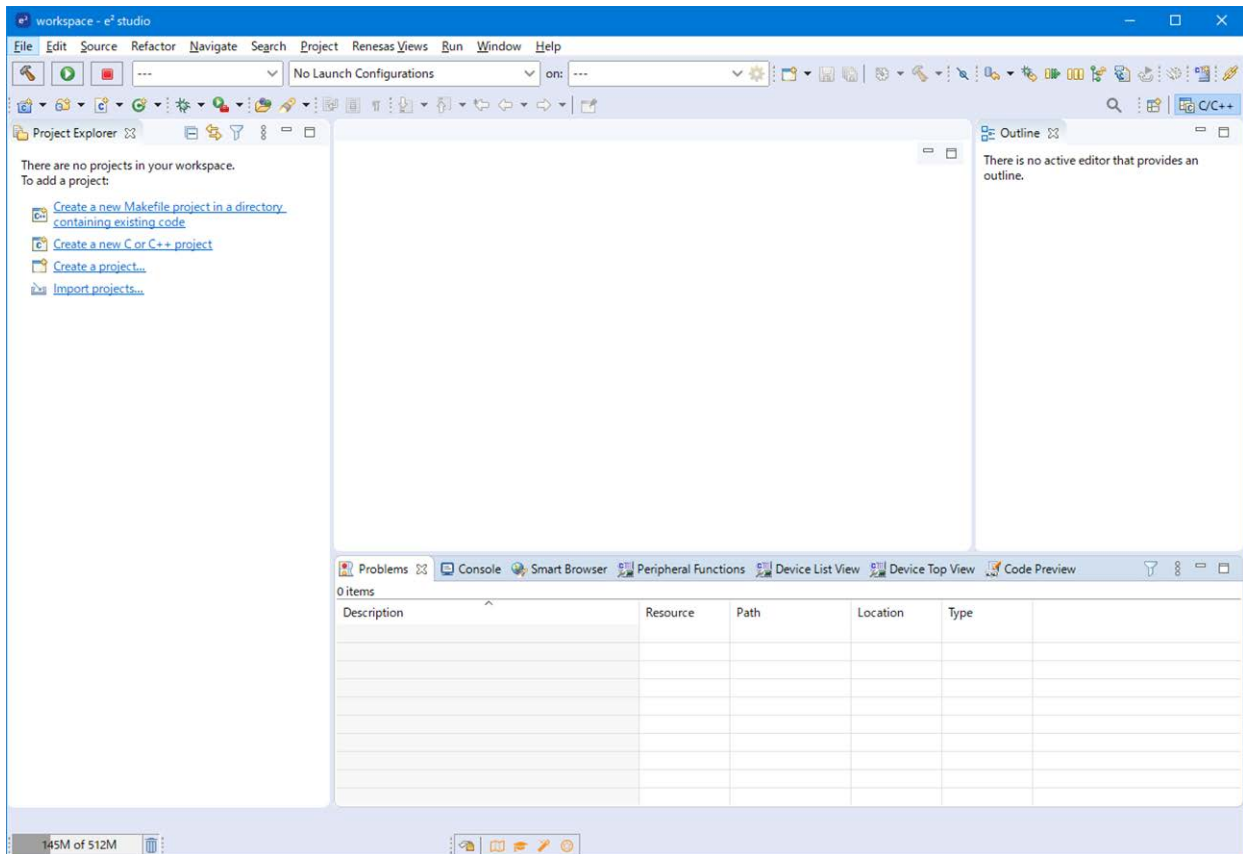 e² workspace - e² studio
File Edit Source Refactor Navigate Search Project Renesas Views Run Window Help
--- No Launch Configurations on: ---
C/C++
Project Explorer
There are no projects in your workspace.
To add a project:
Create a new Makefile project in a directory
containing existing code
Create a new C or C++ project
Create a project...
Import projects...
Outline
There is no active editor that provides an
outline.
Problems Console Smart Browser Peripheral Functions Device List View Device Top View Code Preview
0 items
Description Resource Path Location Type
145M of 512M